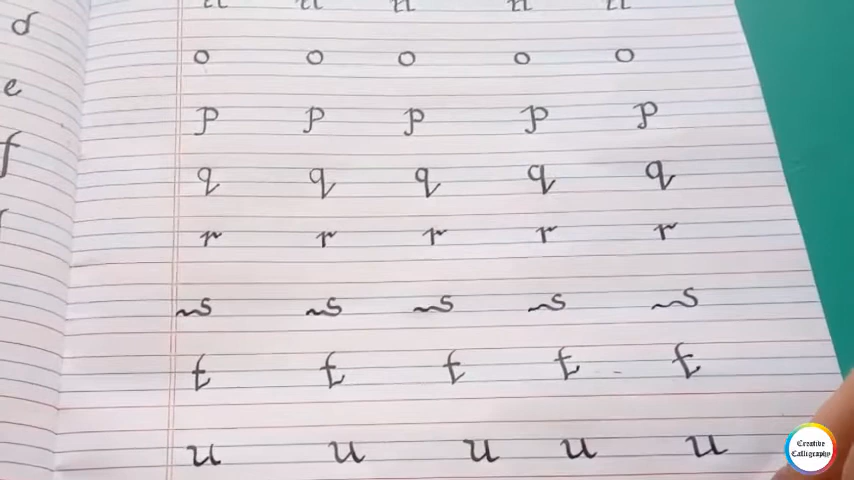 d
e
f
o o o o o
p p p p p
q q q q q
r r r r r
s s s s s
t t t t t
u u u u u
Creative
Calligraphy